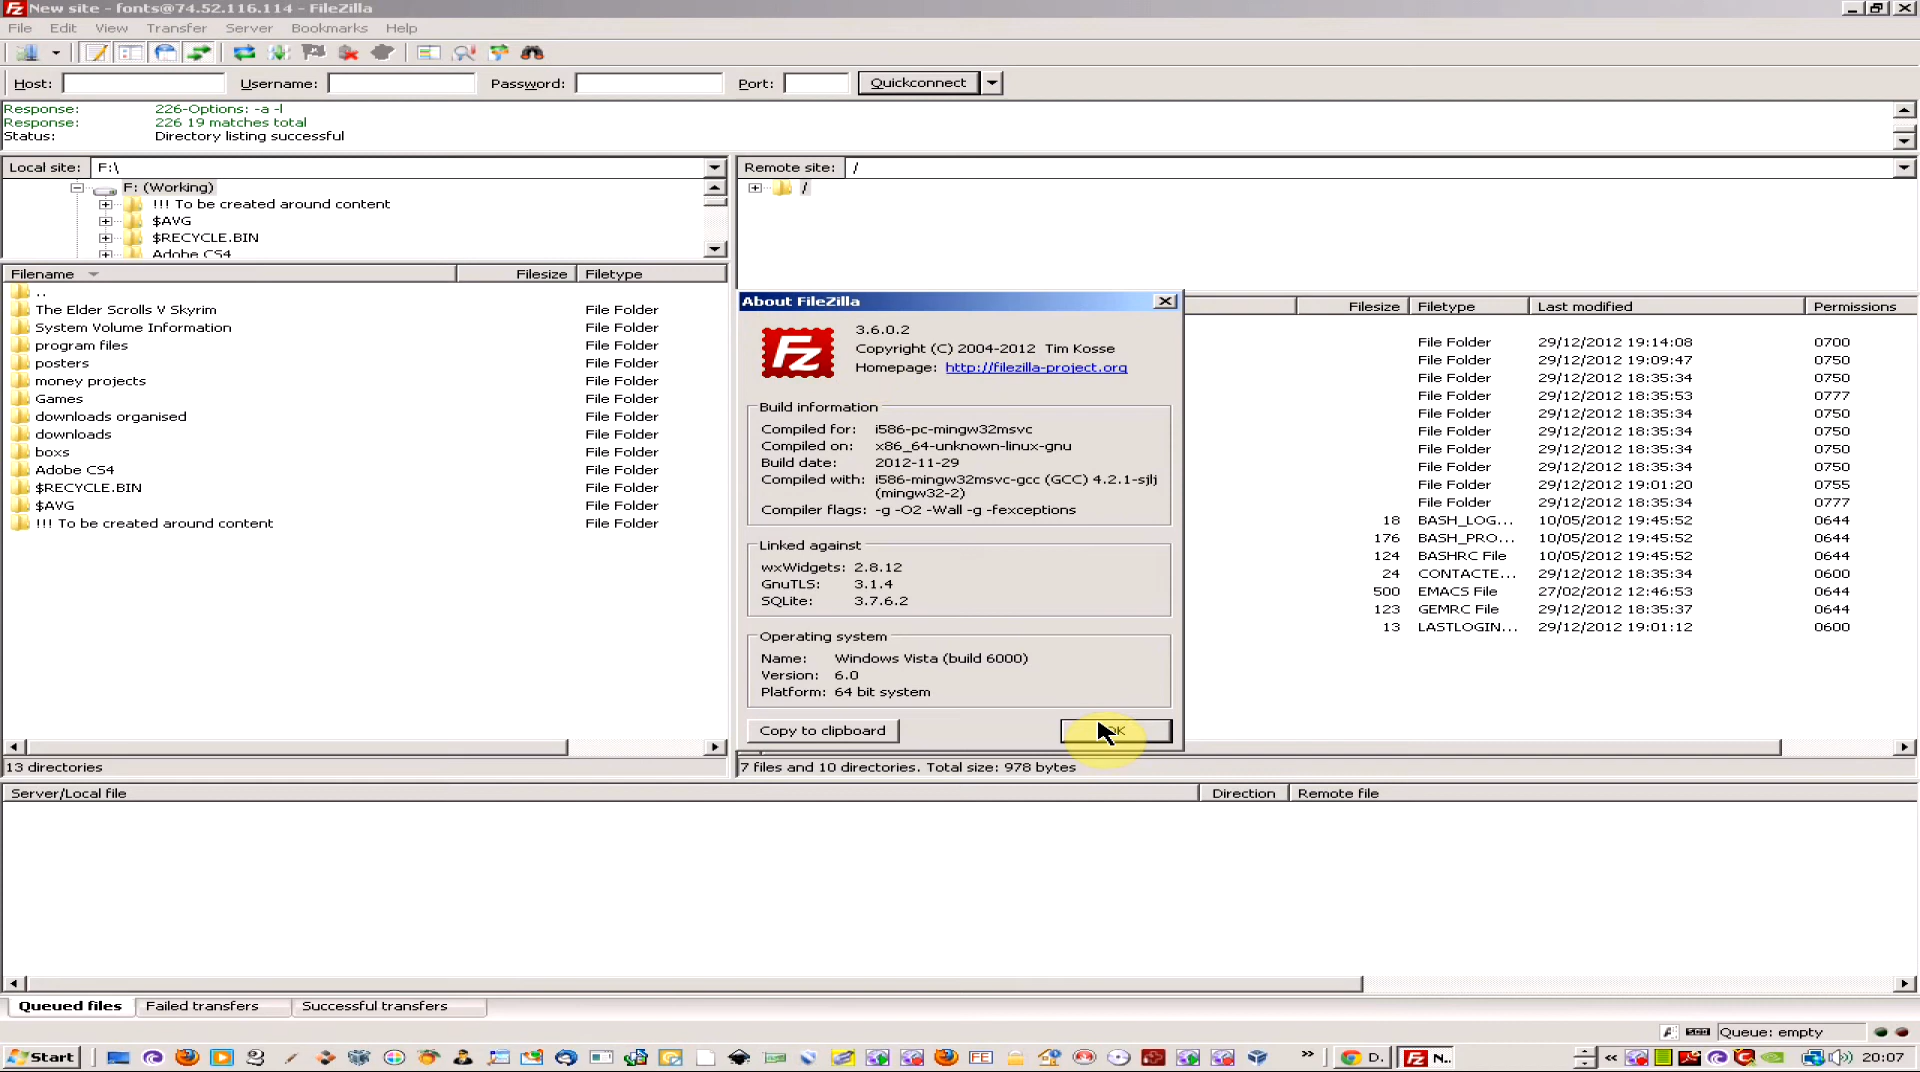 New site - fonts@74.52.116.114 - FileZilla
File Edit View Transfer Server Bookmarks Help
Host: Username: Password: Port: Quickconnect
Response: 226-Options: -a -l
Response: 226 19 matches total
Status: Directory listing successful
Local site: F:\
Remote site: /
F: (Working)
!!! To be created around content
$AVG
$RECYCLE.BIN
Adobe CS4
/
Filename Filesize Filetype
..
The Elder Scrolls V Skyrim File Folder
System Volume Information File Folder
program files File Folder
posters File Folder
money projects File Folder
Games File Folder
downloads organised File Folder
downloads File Folder
boxs File Folder
Adobe CS4 File Folder
$RECYCLE.BIN File Folder
$AVG File Folder
!!! To be created around content File Folder
13 directories
About FileZilla
3.6.0.2
Copyright (C) 2004-2012 Tim Kosse
Homepage: http://filezilla-project.org
Build information
Compiled for: i586-pc-mingw32msvc
Compiled on: x86_64-unknown-linux-gnu
Build date: 2012-11-29
Compiled with: i586-mingw32msvc-gcc (GCC) 4.2.1-sjlj
(mingw32-2)
Compiler flags: -g -O2 -Wall -g -fexceptions
Linked against
wxWidgets: 2.8.12
GnuTLS: 3.1.4
SQLite: 3.7.6.2
Operating system
Name: Windows Vista (build 6000)
Version: 6.0
Platform: 64 bit system
Copy to clipboard
Filesize Filetype Last modified Permissions
File Folder 29/12/2012 19:14:08 0700
File Folder 29/12/2012 19:09:47 0750
File Folder 29/12/2012 18:35:34 0750
File Folder 29/12/2012 18:35:53 0777
File Folder 29/12/2012 18:35:34 0750
File Folder 29/12/2012 18:35:34 0750
File Folder 29/12/2012 18:35:34 0750
File Folder 29/12/2012 18:35:34 0750
File Folder 29/12/2012 19:01:20 0755
File Folder 29/12/2012 18:35:34 0777
18 BASH_LOG... 10/05/2012 19:45:52 0644
176 BASH_PRO... 10/05/2012 19:45:52 0644
124 BASHRC File 10/05/2012 19:45:52 0644
24 CONTACTE... 29/12/2012 18:35:34 0600
500 EMACS File 27/02/2012 12:46:53 0644
123 GEMRC File 29/12/2012 18:35:37 0644
13 LASTLOGIN... 29/12/2012 19:01:12 0600
7 files and 10 directories. Total size: 978 bytes
Server/Local file Direction Remote file
Queued files Failed transfers Successful transfers
Queue: empty
Start FE D. N.. 20:07